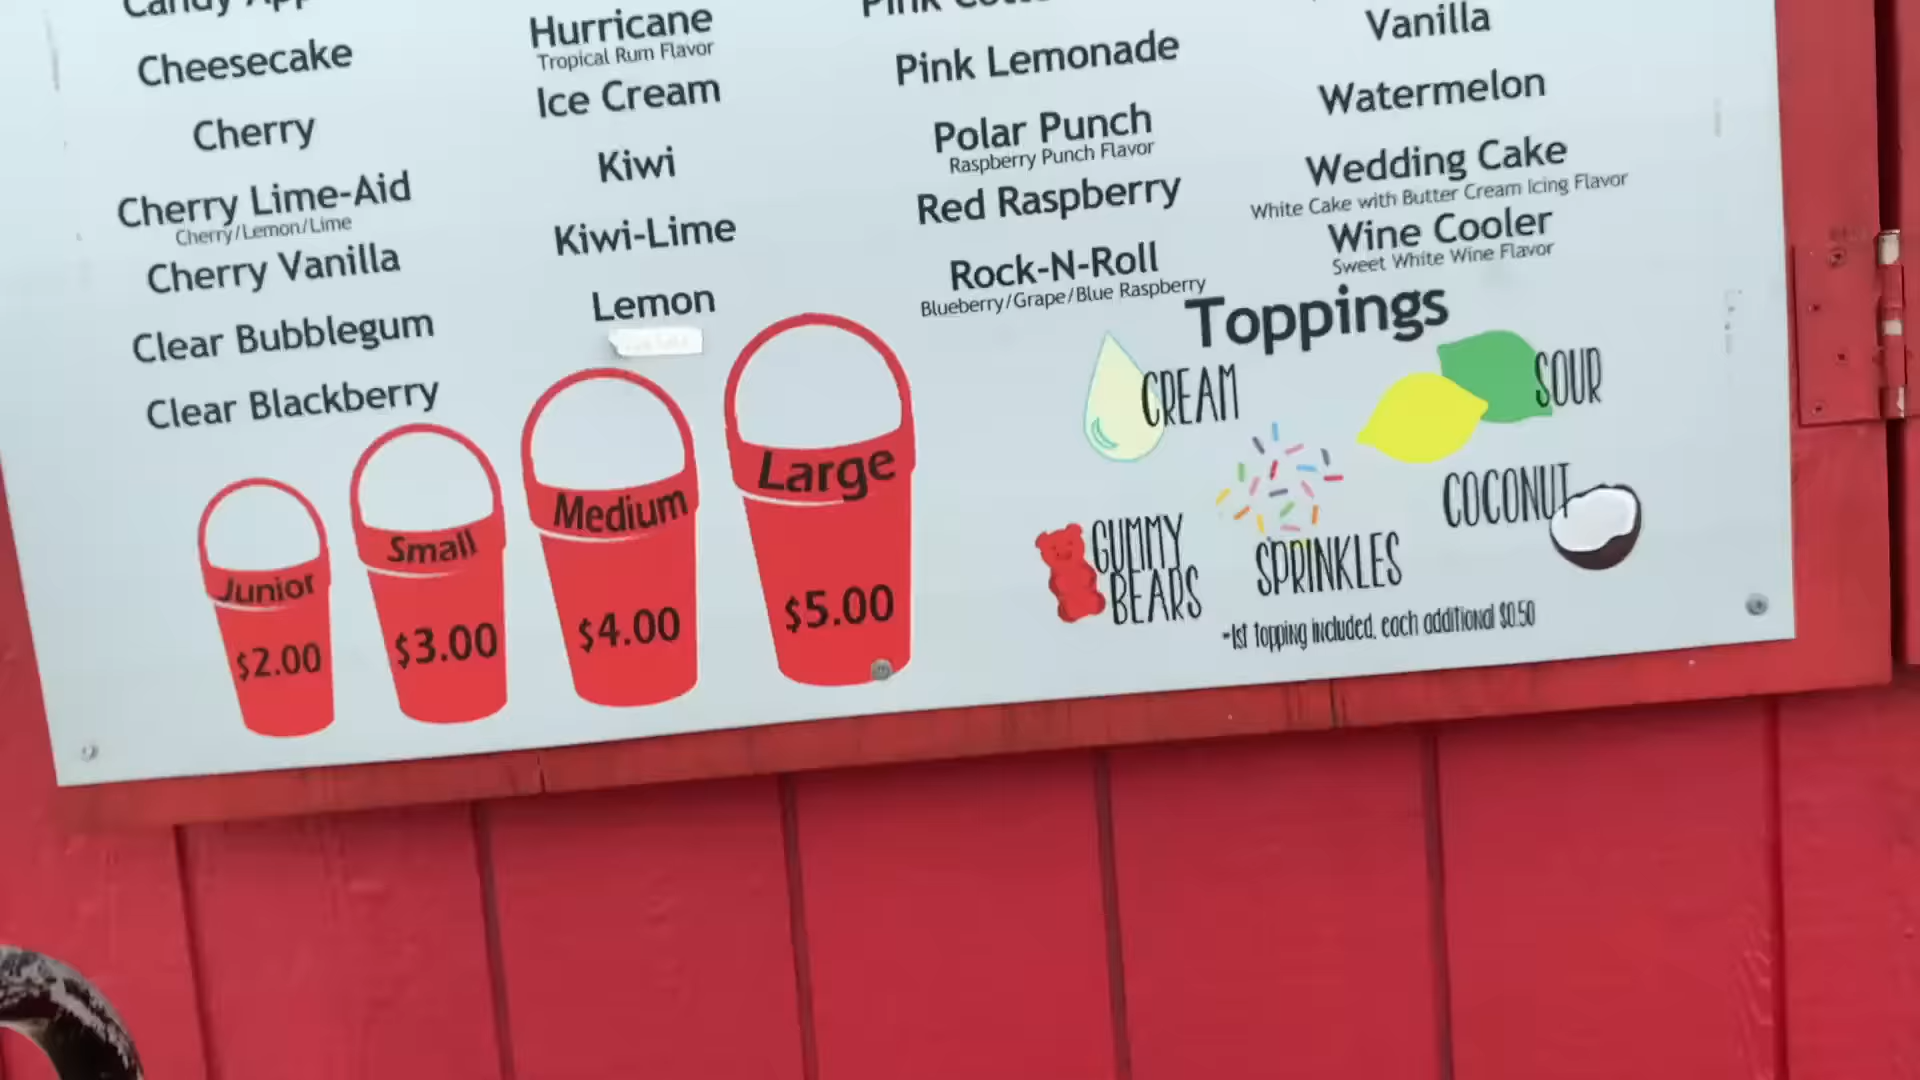 Cheesecake
Cherry
Cherry Lime-Aid
Cherry/Lemon/Lime
Cherry Vanilla
Clear Bubblegum
Clear Blackberry
Hurricane
Tropical Rum Flavor
Ice Cream
Kiwi
Kiwi-Lime
Lemon
Pink
Pink Lemonade
Polar Punch
Raspberry Punch Flavor
Red Raspberry
Rock-N-Roll
Blueberry/Grape/Blue Raspberry
Vanilla
Watermelon
Wedding Cake
White Cake with Butter Cream Icing Flavor
Wine Cooler
Sweet White Wine Flavor
Junior
$2.00
Small
$3.00
Medium
$4.00
Large
$5.00
Toppings
CREAM
SOUR
GUMMY
BEARS
SPRINKLES
COCONUT
-1st topping included, each additional $0.50